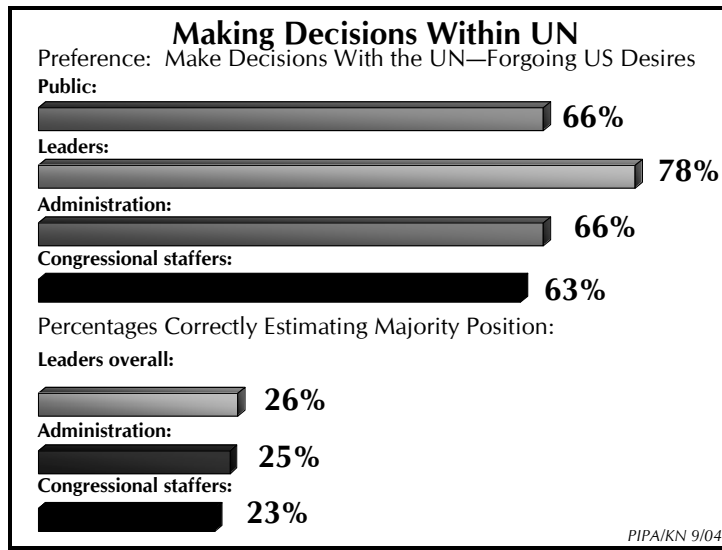 Making Decisions Within UN
Preference: Make Decisions With the UN—Forgoing US Desires
Public:
66%
Leaders:
78%
Administration:
66%
Congressional staffers:
63%
Percentages Correctly Estimating Majority Position:
Leaders overall:
26%
Administration:
25%
Congressional staffers:
23%
PIPA/KN 9/04